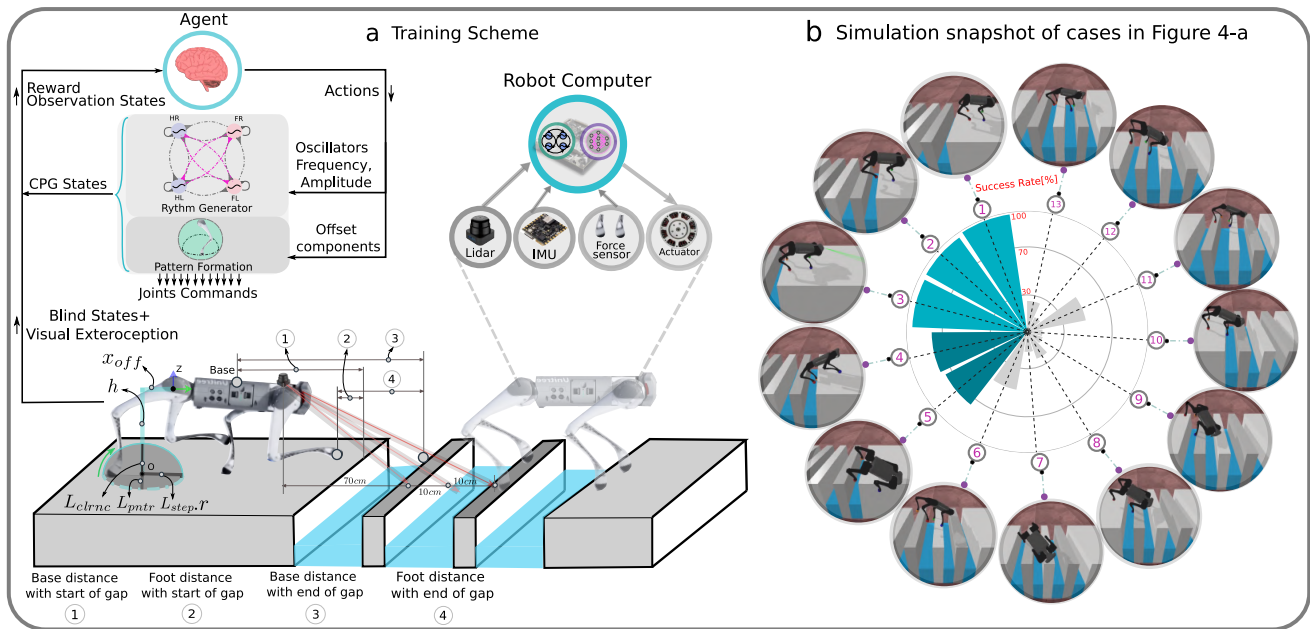 a Training Scheme
Agent
Reward
Observation States
Actions
HR
FR
HL
FL
Rythm Generator
CPG States
Oscillators
Frequency,
Amplitude
Offset
components
Pattern Formation
Joints Commands
Blind States+
Visual Exteroception
Robot Computer
Lidar
IMU
Force
sensor
Actuator
x_off
h
z
Base
1
2
3
4
O
L_clrnc L_pntr L_step.r
70cm
10cm
10cm
Base distance
with start of gap
1
Foot distance
with start of gap
2
Base distance
with end of gap
3
Foot distance
with end of gap
4
b Simulation snapshot of cases in Figure 4-a
Success Rate[%]
100
70
30
1
2
3
4
5
6
7
8
9
10
11
12
13